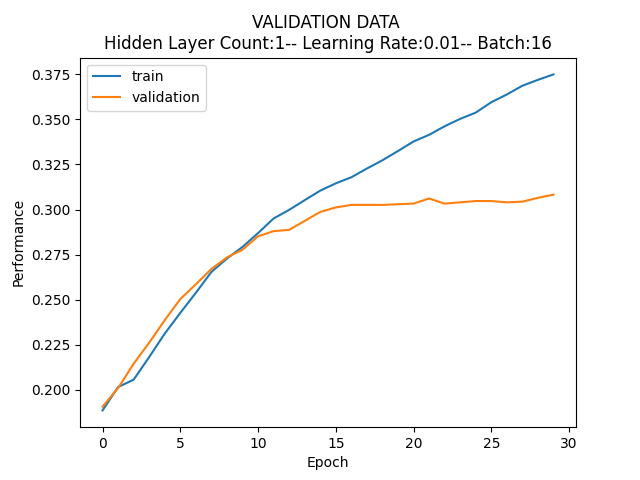 VALIDATION DATA
Hidden Layer Count:1-- Learning Rate:0.01-- Batch:16
train
validation
0.375
0.350
0.325
0.300
0.275
0.250
0.225
0.200
Performance
0 5 10 15 20 25 30
Epoch